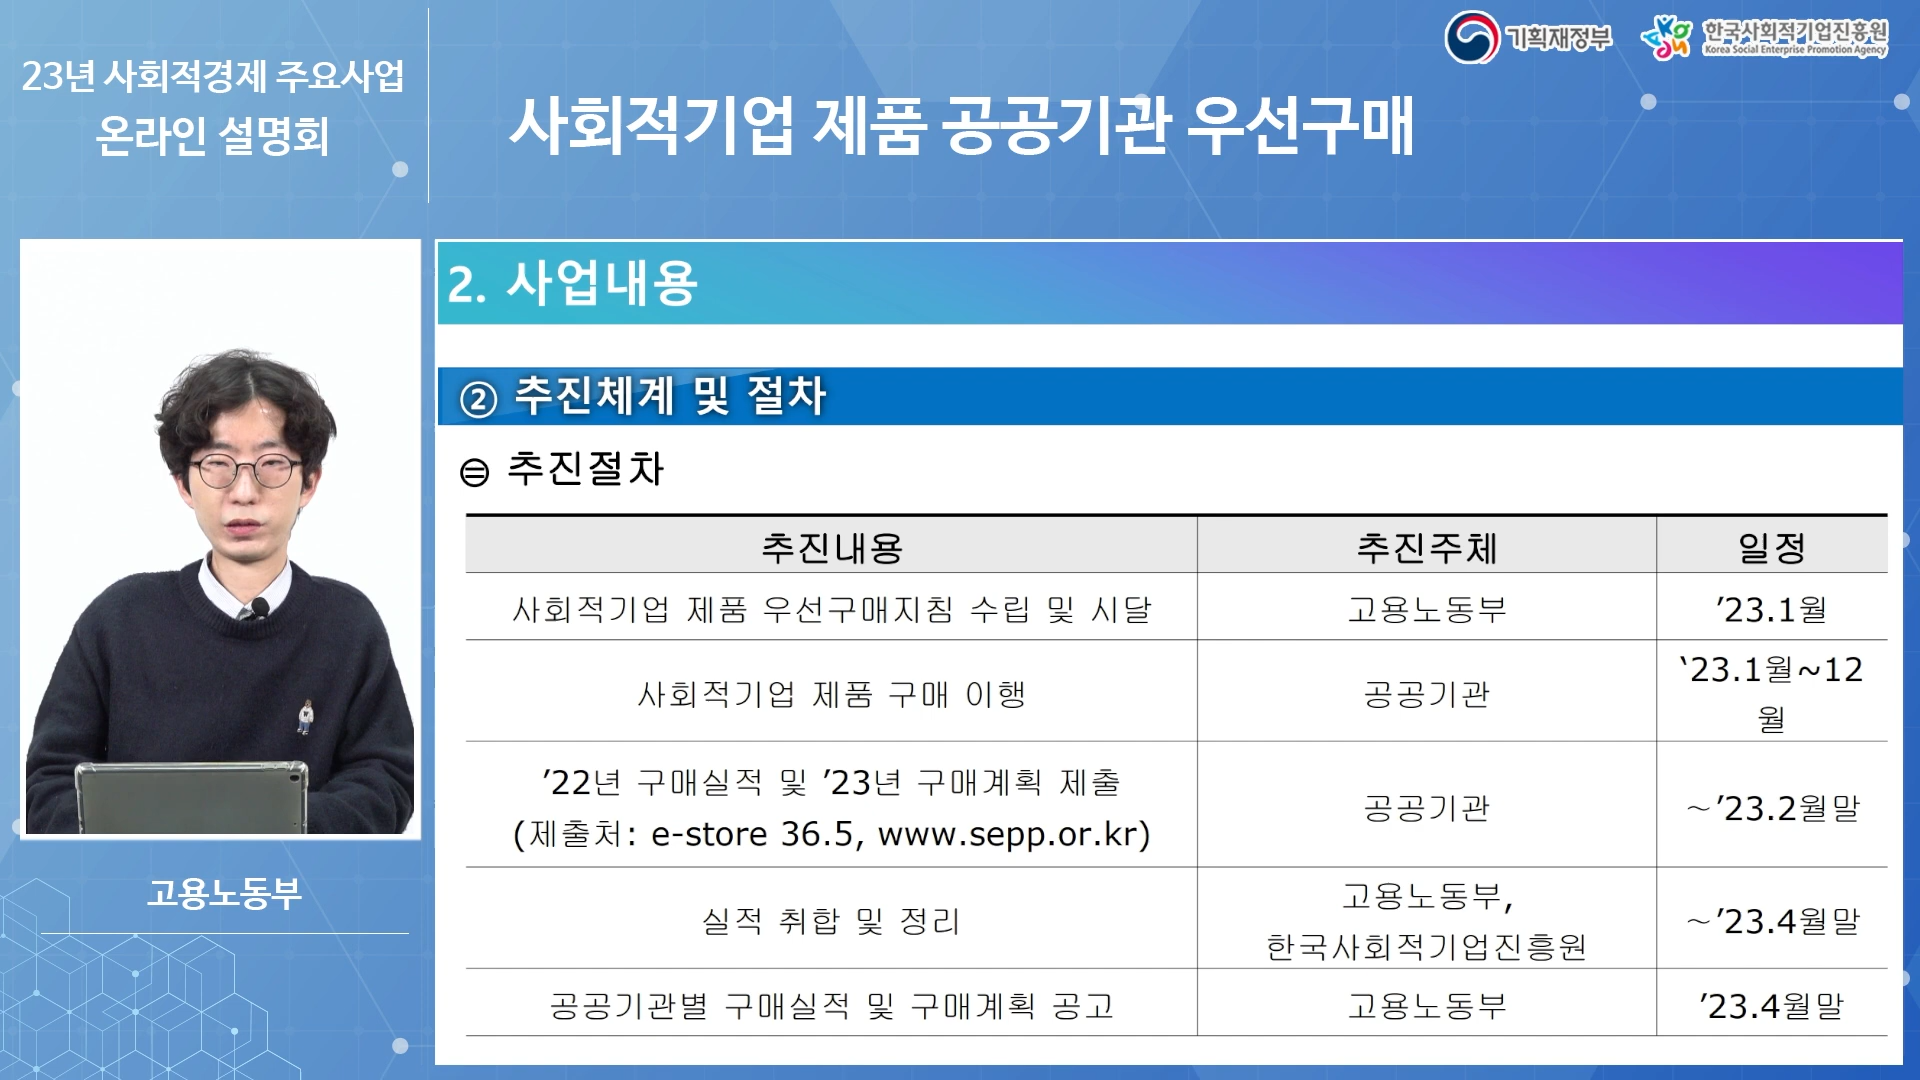 23년 사회적경제 주요사업
온라인 설명회
사회적기업 제품 공공기관 우선구매
기획재정부
한국사회적기업진흥원
Korea Social Enterprise Promotion Agency
2. 사업내용
② 추진체계 및 절차
⊜ 추진절차
추진내용 추진주체 일정
사회적기업 제품 우선구매지침 수립 및 시달 고용노동부 ’23.1월
사회적기업 제품 구매 이행 공공기관 ‘23.1월~12
월
’22년 구매실적 및 ’23년 구매계획 제출
(제출처: e-store 36.5, www.sepp.or.kr)
공공기관 ～’23.2월말
실적 취합 및 정리
고용노동부,
한국사회적기업진흥원
～’23.4월말
공공기관별 구매실적 및 구매계획 공고 고용노동부 ’23.4월말
고용노동부